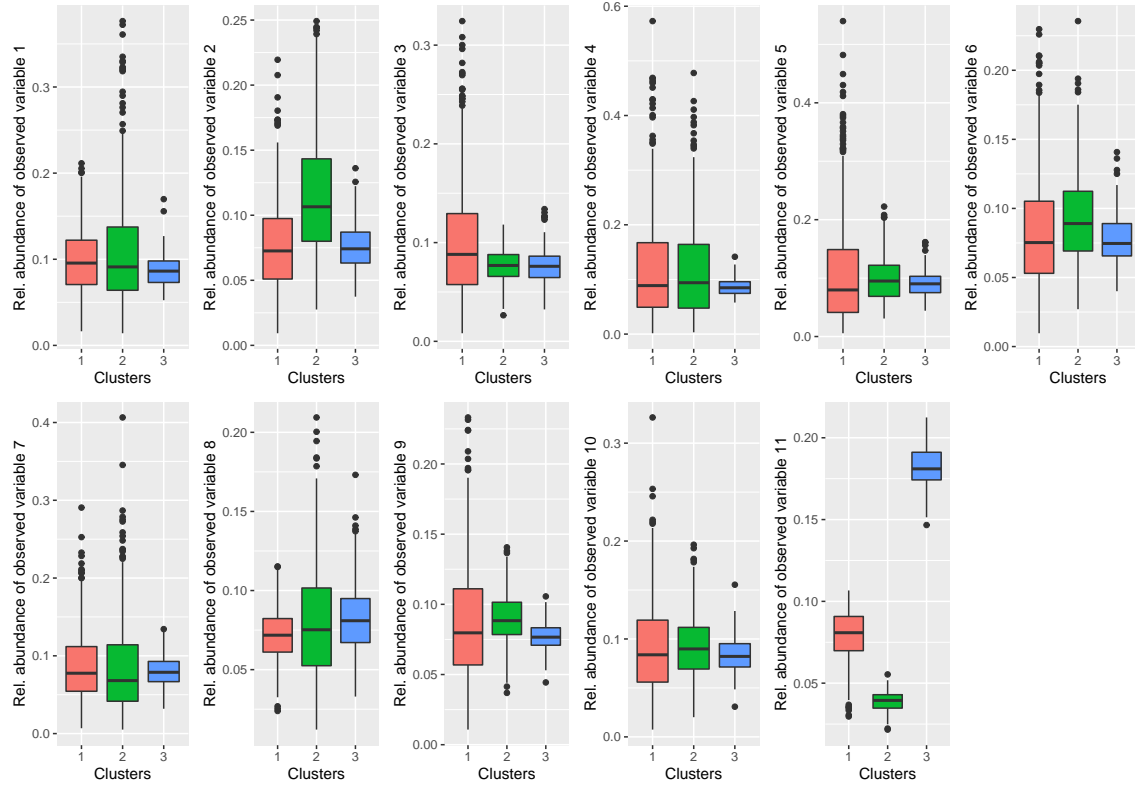 Rel. abundance of observed variable 1
0.3
0.2
0.1
0.0
1 2 3
Clusters
Rel. abundance of observed variable 2
0.25
0.20
0.15
0.10
0.05
0.00
1 2 3
Clusters
Rel. abundance of observed variable 3
0.3
0.2
0.1
0.0
1 2 3
Clusters
Rel. abundance of observed variable 4
0.6
0.4
0.2
0.0
1 2 3
Clusters
Rel. abundance of observed variable 5
0.4
0.2
0.0
1 2 3
Clusters
Rel. abundance of observed variable 6
0.20
0.15
0.10
0.05
0.00
1 2 3
Clusters
Rel. abundance of observed variable 7
0.4
0.3
0.2
0.1
0.0
1 2 3
Clusters
Rel. abundance of observed variable 8
0.20
0.15
0.10
0.05
1 2 3
Clusters
Rel. abundance of observed variable 9
0.20
0.15
0.10
0.05
0.00
1 2 3
Clusters
Rel. abundance of observed variable 10
0.3
0.2
0.1
0.0
1 2 3
Clusters
Rel. abundance of observed variable 11
0.20
0.15
0.10
0.05
1 2 3
Clusters